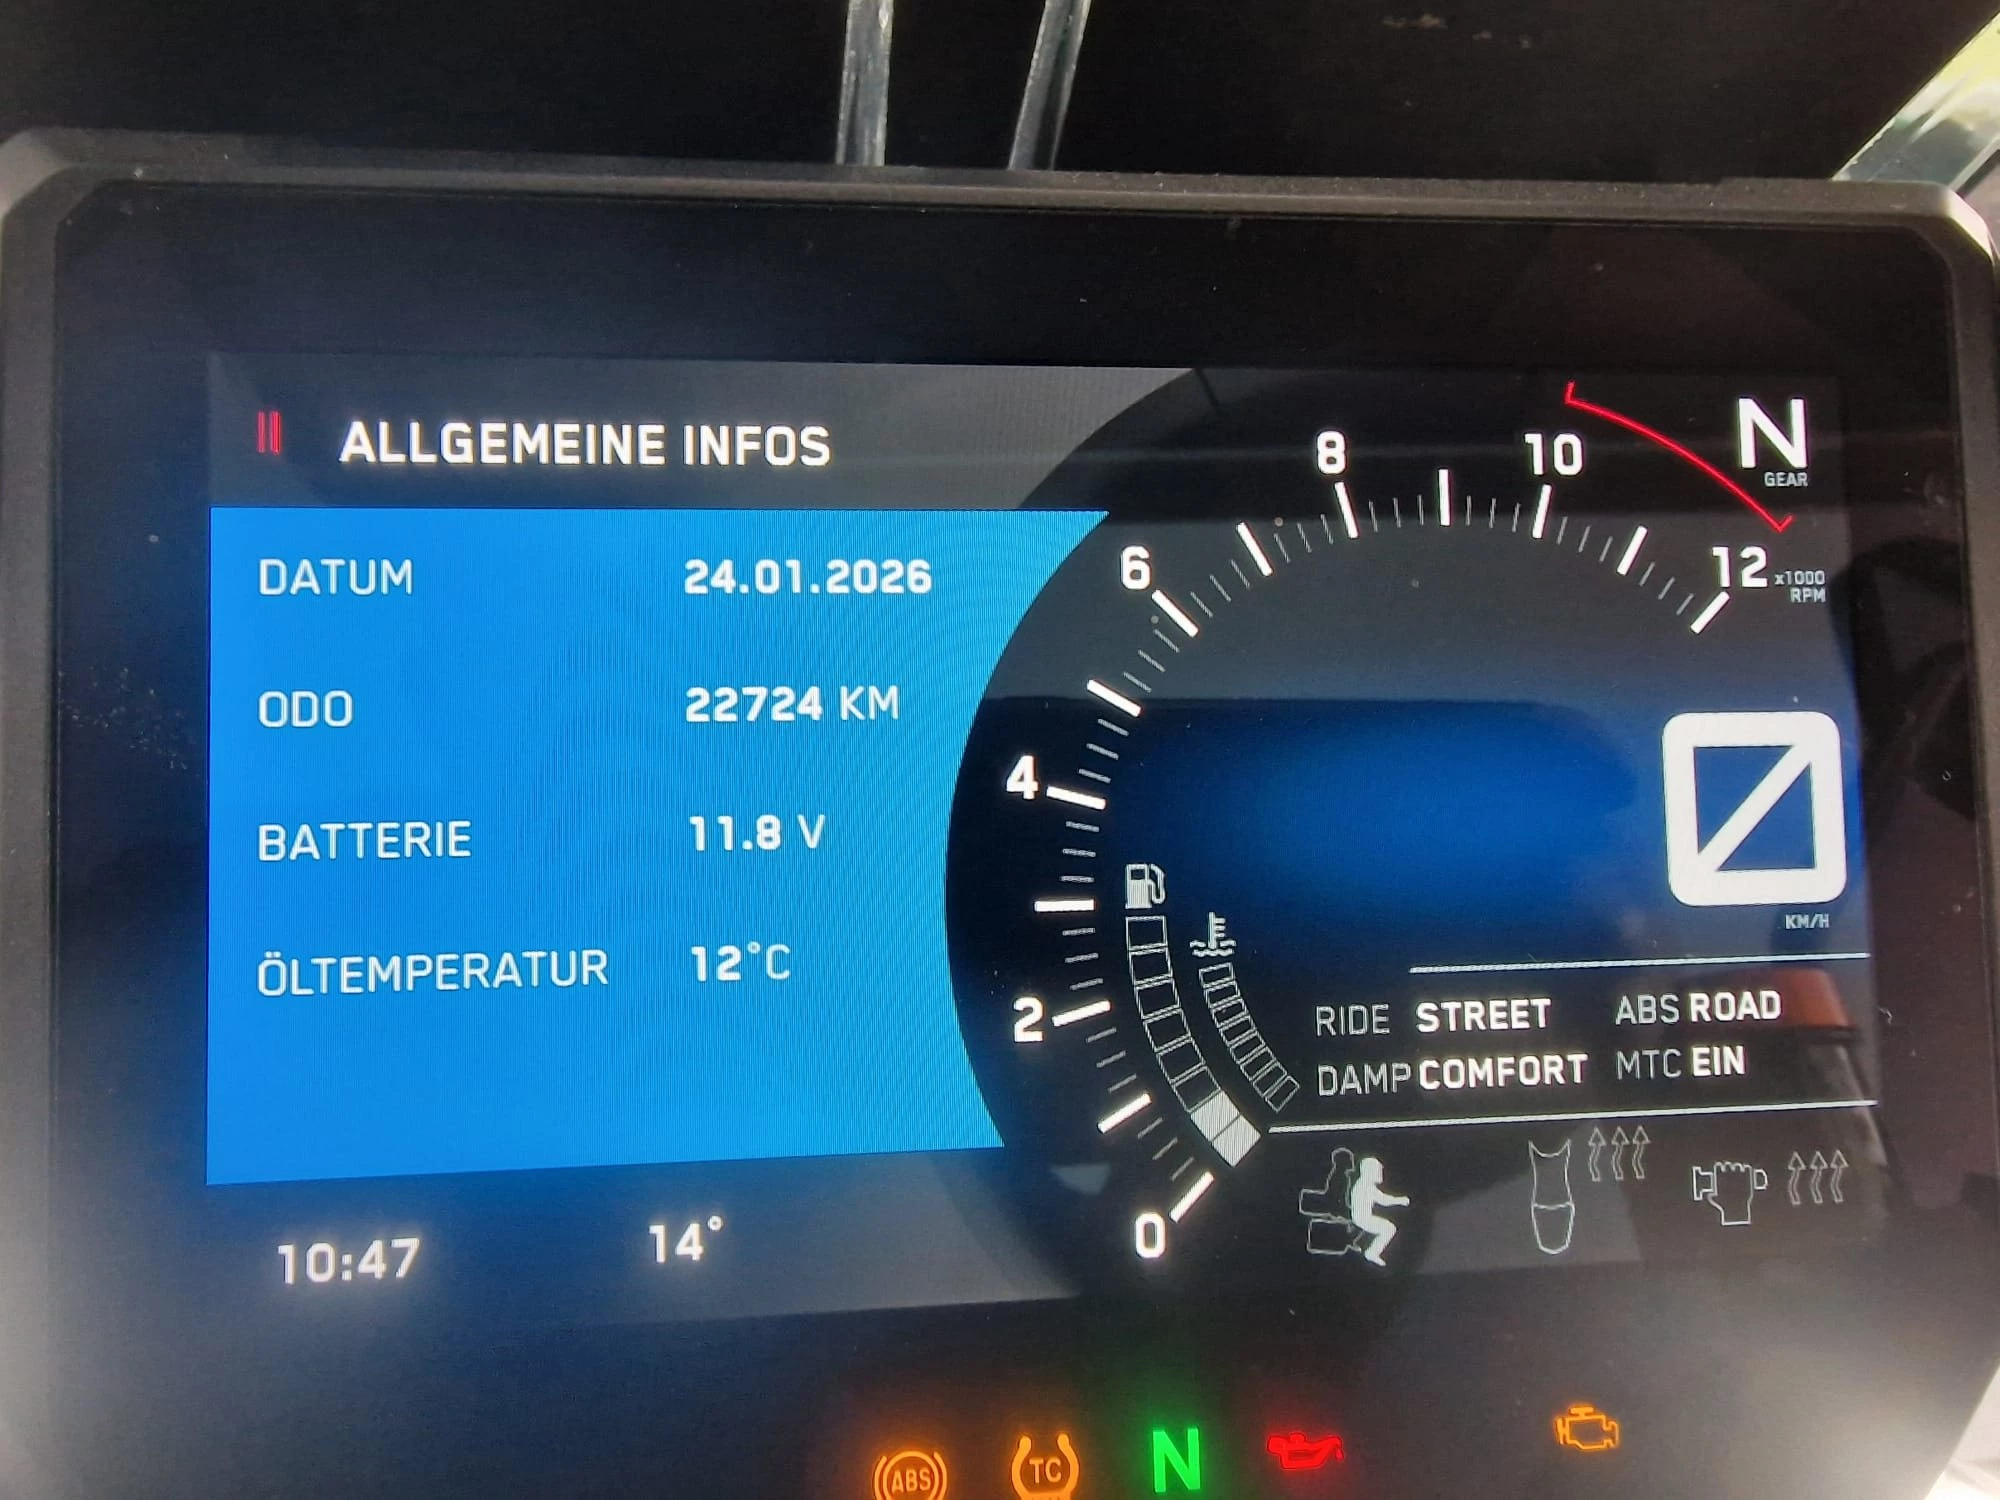 ALLGEMEINE INFOS
DATUM 24.01.2026
ODO 22724 KM
BATTERIE 11.8 V
ÖLTEMPERATUR 12°C
10:47 14°
N
GEAR
0
2
4
6
8
10
12 x1000
RPM
0
KM/H
RIDE STREET ABS ROAD
DAMP COMFORT MTC EIN
ABS TC N